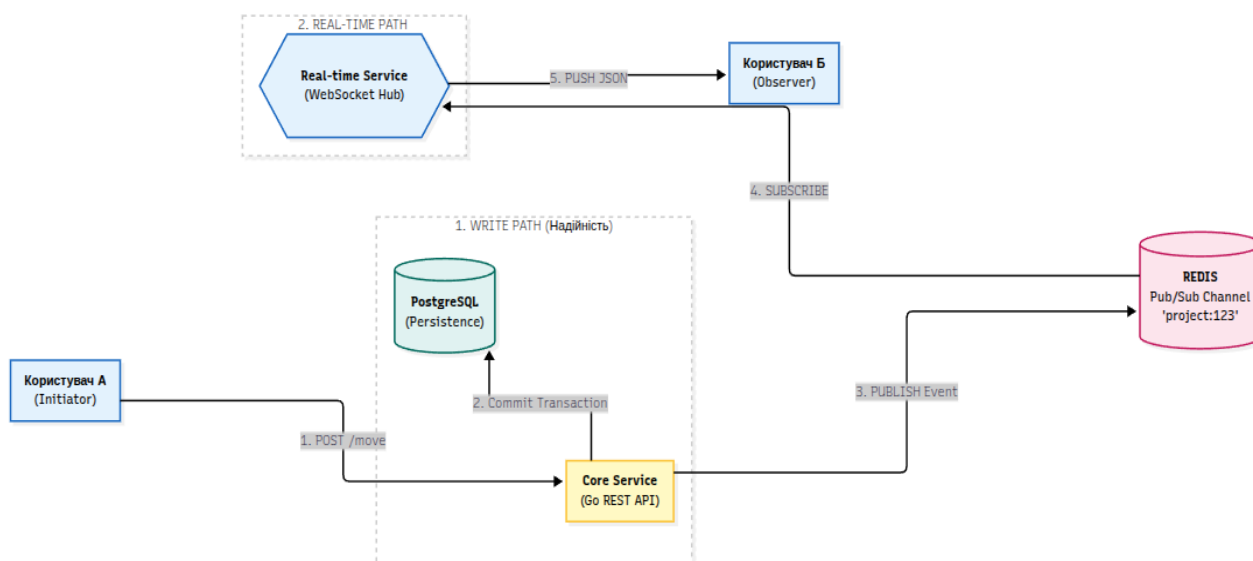 2. REAL-TIME PATH
Real-time Service
(WebSocket Hub)
5. PUSH JSON
Користувач Б
(Observer)
4. SUBSCRIBE
1. WRITE PATH (Надійність)
PostgreSQL
(Persistence)
REDIS
Pub/Sub Channel
'project:123'
Користувач А
(Initiator)
2. Commit Transaction
3. PUBLISH Event
1. POST /move
Core Service
(Go REST API)